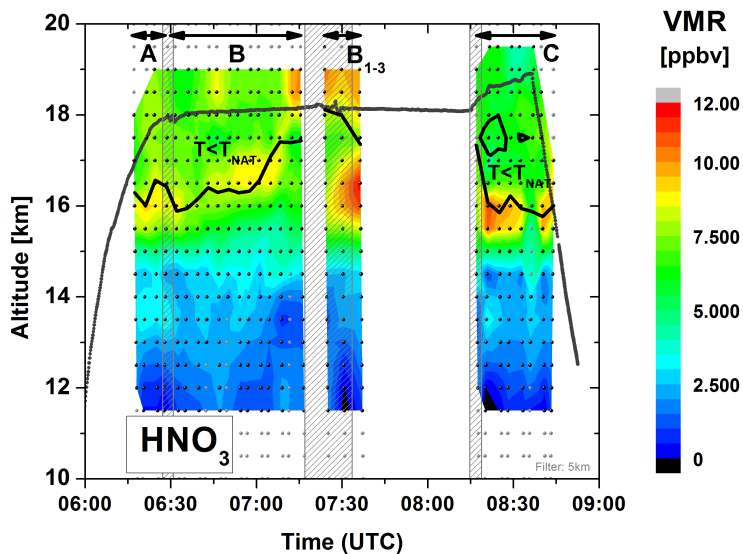 VMR
[ppbv]
20
18
16
14
12
10
Altitude [km]
A
B
B1-3
C
T<TNAT
T<TNAT
HNO3
Filter: 5km
06:00
06:30
07:00
07:30
08:00
08:30
09:00
Time (UTC)
12.00
10.00
7.500
5.000
2.500
0